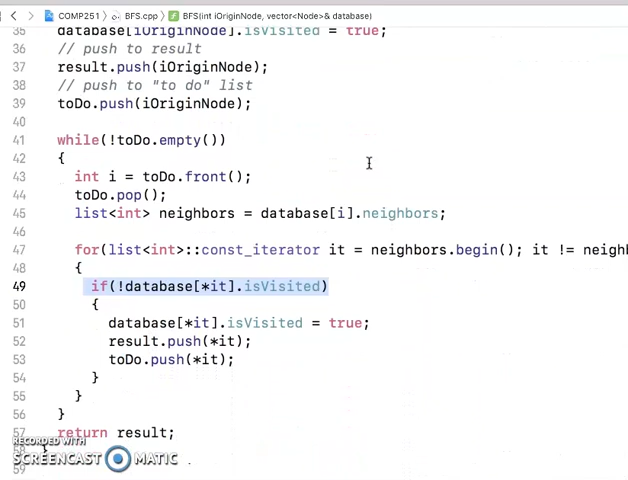 COMP251 › BFS.cpp › BFS(int iOriginNode, vector<Node>& database)
35 database[iOriginNode].isVisited = true;
36 // push to result
37 result.push(iOriginNode);
38 // push to "to do" list
39 toDo.push(iOriginNode);
40
41 while(!toDo.empty())
42 {
43 int i = toDo.front();
44 toDo.pop();
45 list<int> neighbors = database[i].neighbors;
46
47 for(list<int>::const_iterator it = neighbors.begin(); it != neighb
48 {
49 if(!database[*it].isVisited)
50 {
51 database[*it].isVisited = true;
52 result.push(*it);
53 toDo.push(*it);
54 }
55 }
56 }
57 return result;
RECORDED WITH
58 }
SCREENCAST MATIC
59